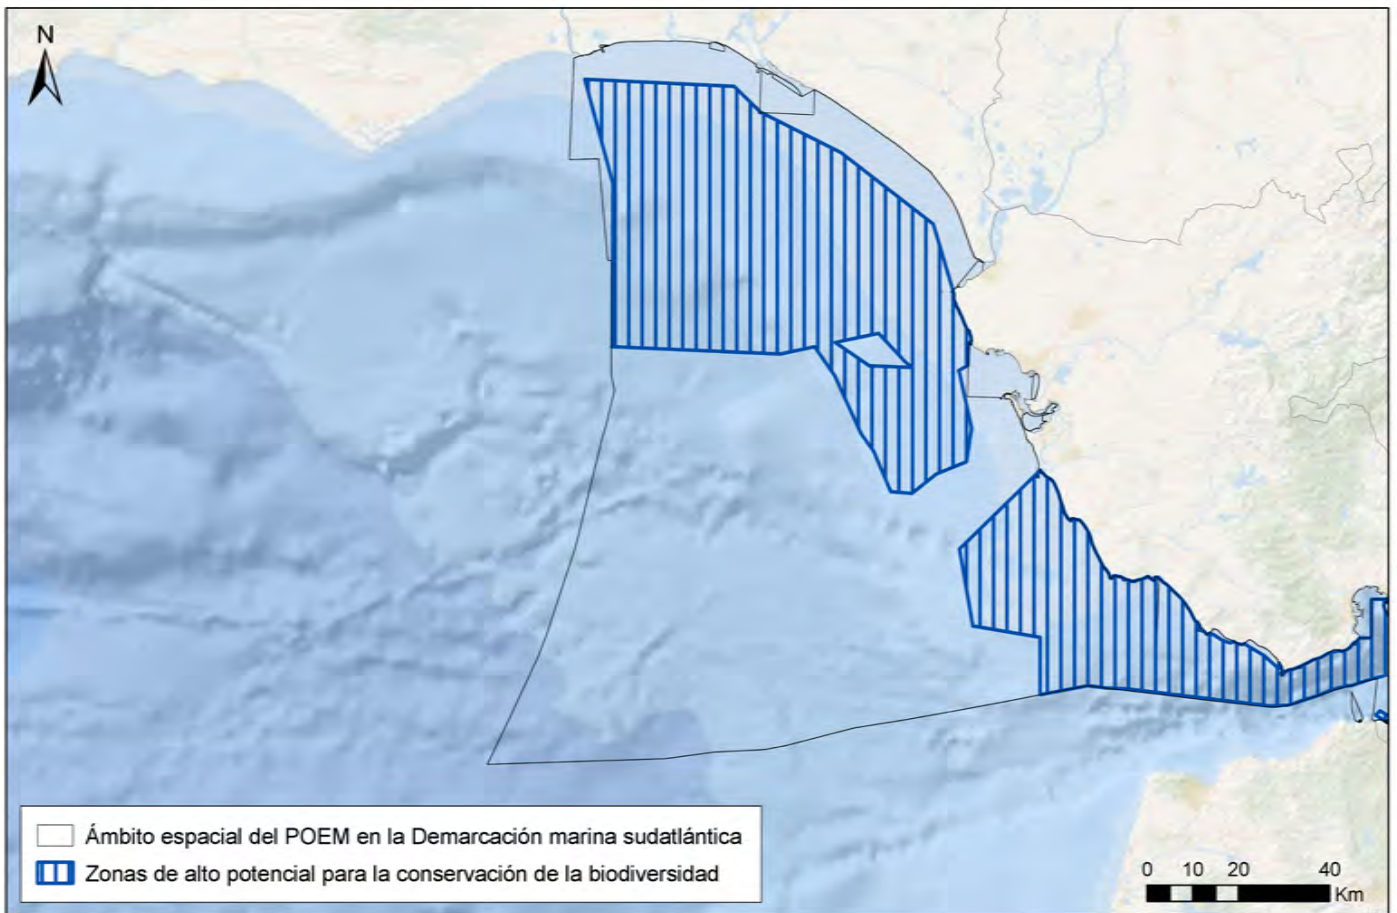 N
Ámbito espacial del POEM en la Demarcación marina sudatlántica
Zonas de alto potencial para la conservación de la biodiversidad
0 10 20 40
Km